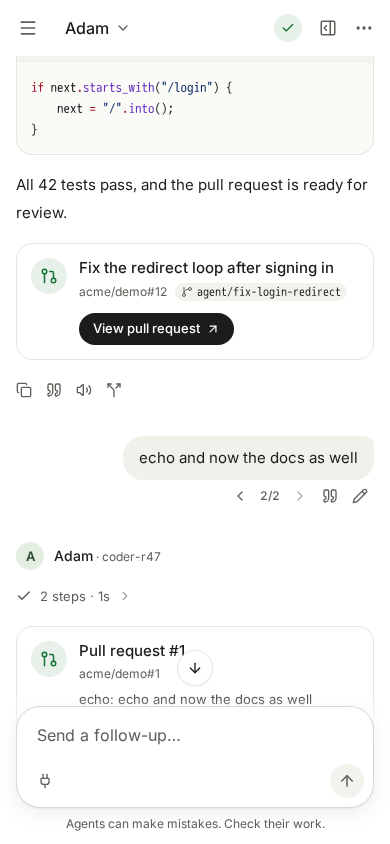 Adam
if next.starts_with("/login") {
next = "/".into();
}
All 42 tests pass, and the pull request is ready for
review.
Fix the redirect loop after signing in
acme/demo#12 agent/fix-login-redirect
View pull request
echo and now the docs as well
2/2
A Adam · coder-r47
2 steps · 1s
Pull request #1
acme/demo#1
echo: echo and now the docs as well
Send a follow-up...
Agents can make mistakes. Check their work.